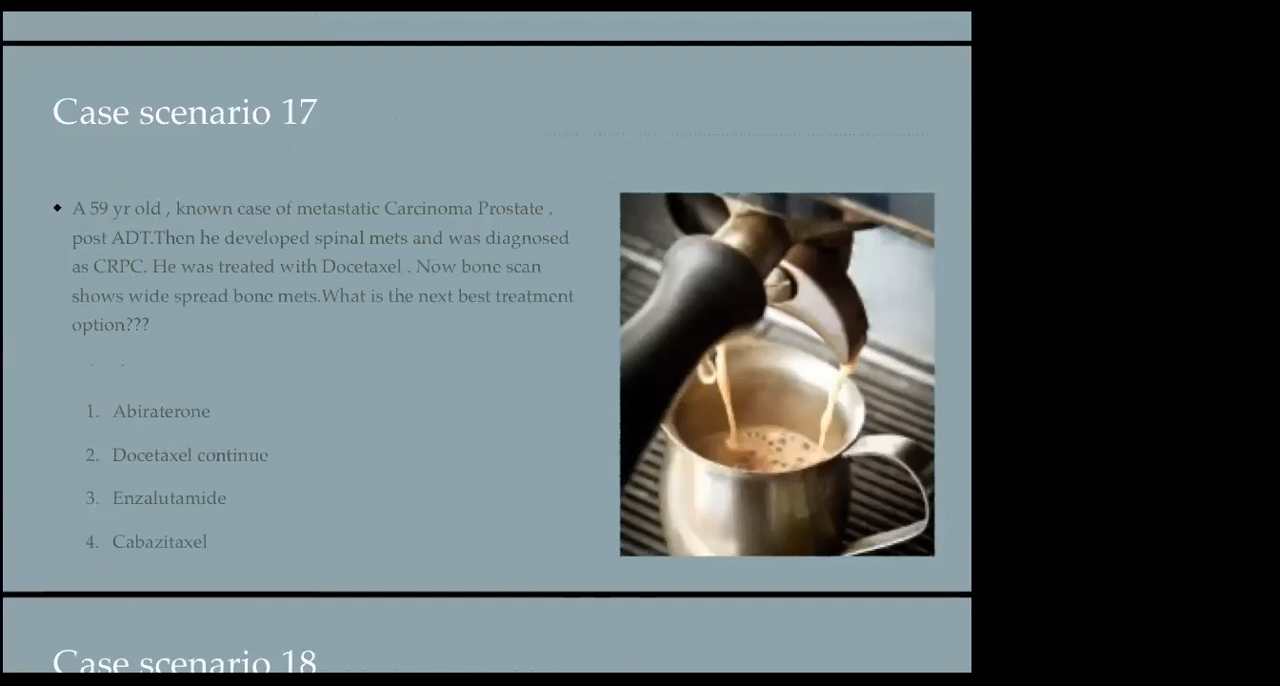 Case scenario 17
A 59 yr old , known case of metastatic Carcinoma Prostate ,
post ADT.Then he developed spinal mets and was diagnosed
as CRPC. He was treated with Docetaxel . Now bone scan
shows wide spread bone mets.What is the next best treatment
option???
1. Abiraterone
2. Docetaxel continue
3. Enzalutamide
4. Cabazitaxel
Case scenario 18